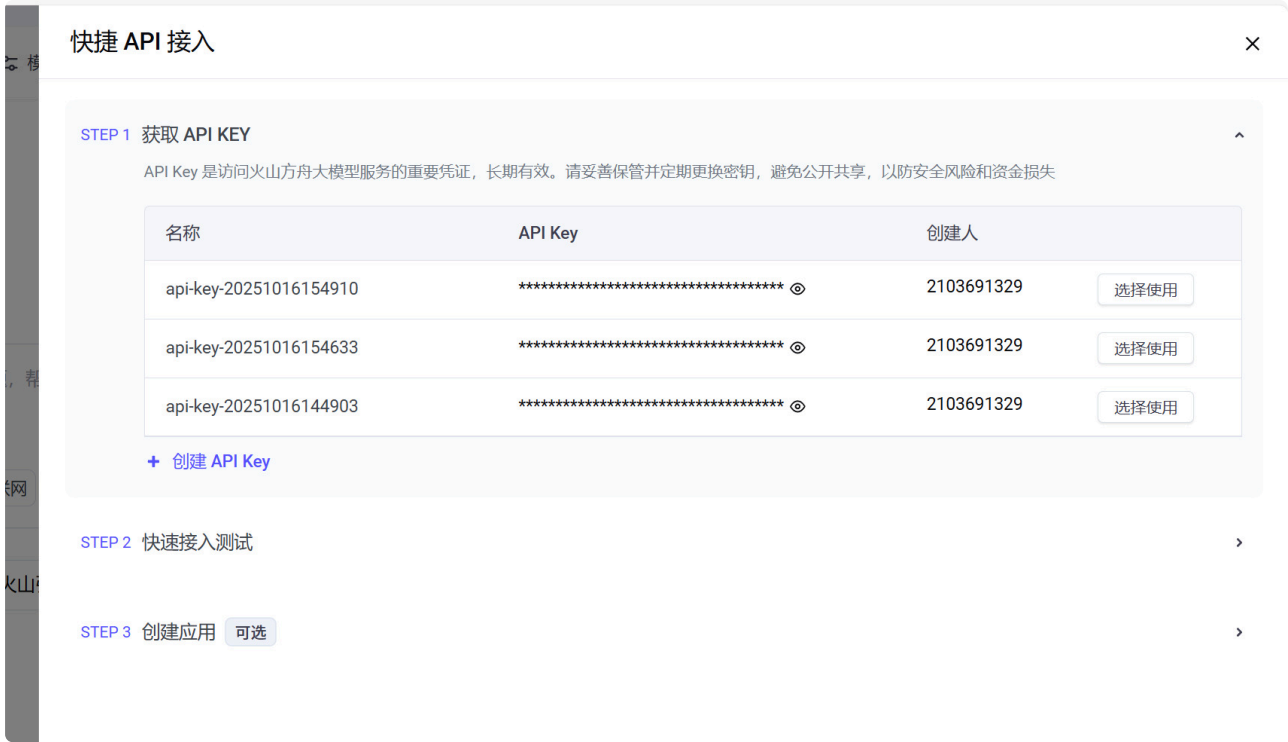 快捷 API 接入
模
STEP 1 获取 API KEY
API Key 是访问火山方舟大模型服务的重要凭证，长期有效。请妥善保管并定期更换密钥，避免公开共享，以防安全风险和资金损失
名称 API Key 创建人
api-key-20251016154910 ************************************ 2103691329 选择使用
api-key-20251016154633 ************************************ 2103691329 选择使用
，帮
api-key-20251016144903 ************************************ 2103691329 选择使用
+ 创建 API Key
网
STEP 2 快速接入测试
火山
STEP 3 创建应用 可选